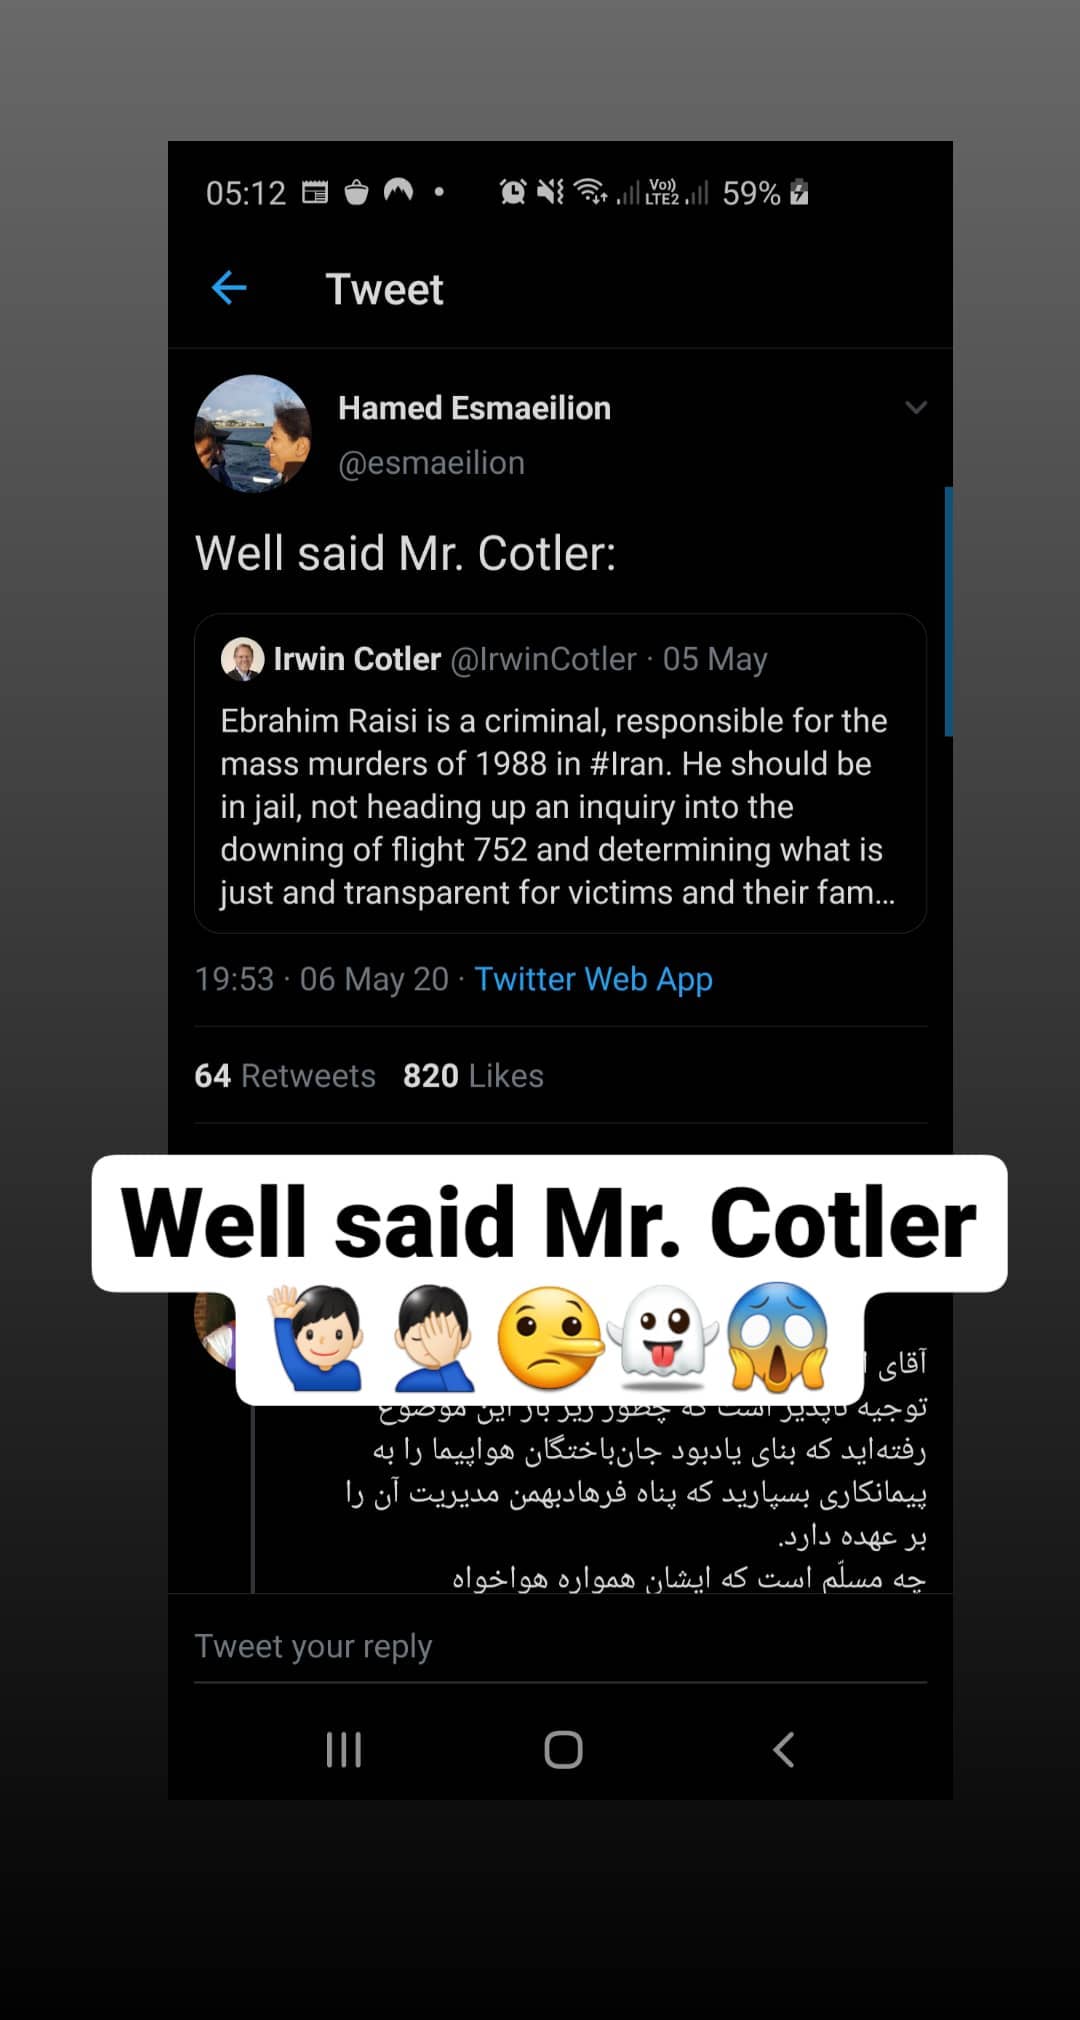 05:12
Vo)) LTE2 59%
Tweet
Hamed Esmaeilion
@esmaeilion
Well said Mr. Cotler:
Irwin Cotler @IrwinCotler · 05 May
Ebrahim Raisi is a criminal, responsible for the
mass murders of 1988 in #Iran. He should be
in jail, not heading up an inquiry into the
downing of flight 752 and determining what is
just and transparent for victims and their fam...
19:53 · 06 May 20 · Twitter Web App
64 Retweets 820 Likes
Well said Mr. Cotler
🙋🏻‍♂️🤦🏻‍♂️🤥👻😱
آقای
توجیه ناپذیر است که چطور زیر بار این موضوع
رفته‌اید که بنای یادبود جان‌باختگان هواپیما را به
پیمانکاری بسپارید که پناه فرهادبهمن مدیریت آن را
بر عهده دارد.
چه مسلّم است که ایشان همواره هواخواه
Tweet your reply